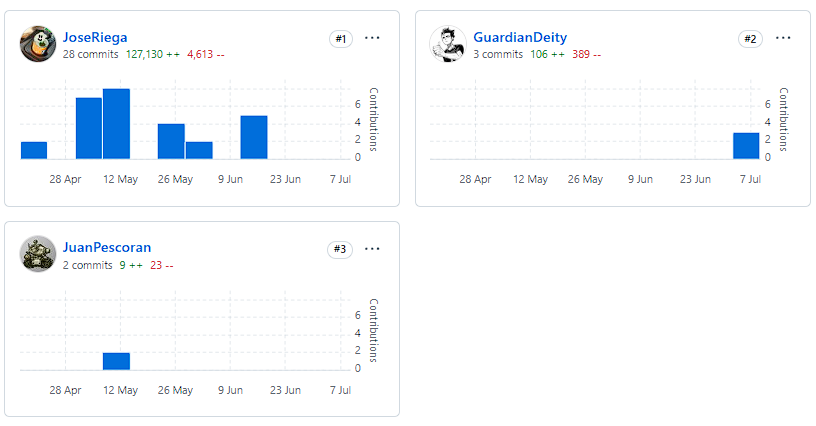 JoseRiega
#1
28 commits 127,130 ++ 4,613 --
Contributions
6
4
2
0
28 Apr 12 May 26 May 9 Jun 23 Jun 7 Jul
GuardianDeity
#2
3 commits 106 ++ 389 --
Contributions
6
4
2
0
28 Apr 12 May 26 May 9 Jun 23 Jun 7 Jul
JuanPescoran
#3
2 commits 9 ++ 23 --
Contributions
6
4
2
0
28 Apr 12 May 26 May 9 Jun 23 Jun 7 Jul